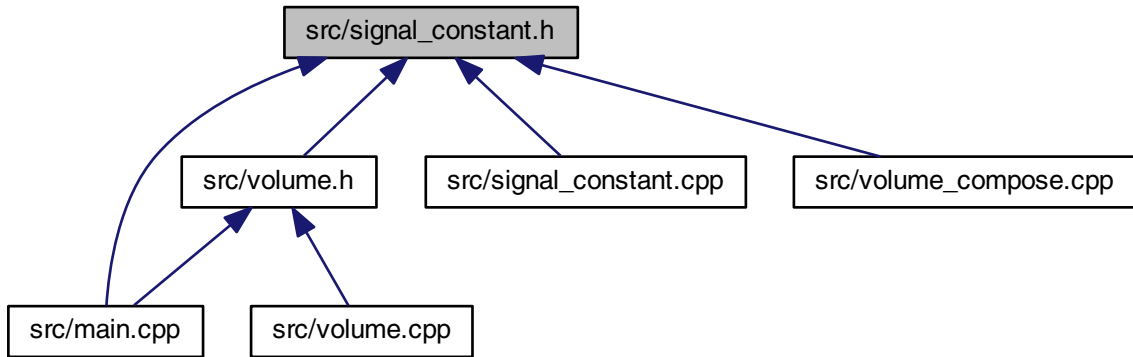 src/signal_constant.h
src/volume.h
src/signal_constant.cpp
src/volume_compose.cpp
src/main.cpp
src/volume.cpp